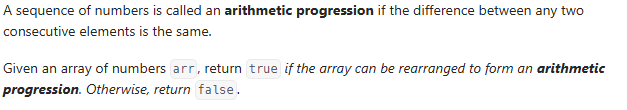 A sequence of numbers is called an arithmetic progression if the difference between any two
consecutive elements is the same.
Given an array of numbers arr, return true if the array can be rearranged to form an arithmetic
progression. Otherwise, return false.